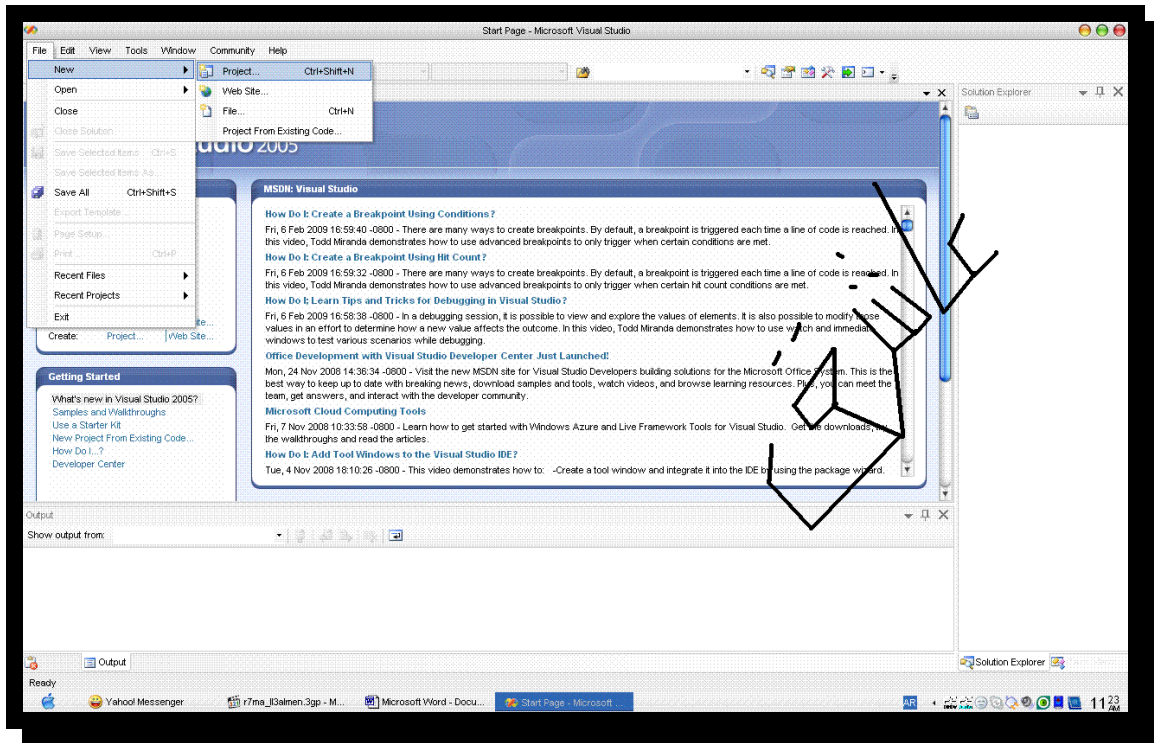 Start Page - Microsoft Visual Studio
File Edit View Tools Window Community Help
New
Open
Close
Close Solution
Save Selected Items Ctrl+S
Save Selected Items As...
Save All Ctrl+Shift+S
Export Template...
Page Setup...
Print... Ctrl+P
Recent Files
Recent Projects
Exit
Project... Ctrl+Shift+N
Web Site...
File... Ctrl+N
Project From Existing Code...
2005
Create: Project... Web Site...
Getting Started
What's new in Visual Studio 2005?
Samples and Walkthroughs
Use a Starter Kit
New Project From Existing Code...
How Do I...?
Developer Center
MSDN: Visual Studio
How Do I: Create a Breakpoint Using Conditions?
Fri, 6 Feb 2009 16:59:40 -0800 - There are many ways to create breakpoints. By default, a breakpoint is triggered each time a line of code is reached. In
this video, Todd Miranda demonstrates how to use advanced breakpoints to only trigger when certain conditions are met.
How Do I: Create a Breakpoint Using Hit Count?
Fri, 6 Feb 2009 16:59:32 -0800 - There are many ways to create breakpoints. By default, a breakpoint is triggered each time a line of code is reached. In
this video, Todd Miranda demonstrates how to use advanced breakpoints to only trigger when certain hit count conditions are met.
How Do I: Learn Tips and Tricks for Debugging in Visual Studio?
Fri, 6 Feb 2009 16:58:38 -0800 - In a debugging session, it is possible to view and explore the values of elements. It is also possible to modify those
values in an effort to determine how a new value affects the outcome. In this video, Todd Miranda demonstrates how to use watch and immediate
windows to test various scenarios while debugging.
Office Development with Visual Studio Developer Center Just Launched!
Mon, 24 Nov 2008 14:36:34 -0800 - Visit the new MSDN site for Visual Studio Developers building solutions for the Microsoft Office System. This is the
best way to keep up to date with breaking news, download samples and tools, watch videos, and browse learning resources. Plus, you can meet the
team, get answers, and interact with the developer community.
Microsoft Cloud Computing Tools
Fri, 7 Nov 2008 10:33:58 -0800 - Learn how to get started with Windows Azure and Live Framework Tools for Visual Studio. Get the downloads, try
the walkthroughs and read the articles.
How Do I: Add Tool Windows to the Visual Studio IDE?
Tue, 4 Nov 2008 18:10:26 -0800 - This video demonstrates how to: -Create a tool window and integrate it into the IDE by using the package wizard.
Solution Explorer
Output
Show output from:
Output
Solution Explorer
Ready
Yahoo! Messenger
r7ma_ll3almen.3gp - M...
Microsoft Word - Docu...
Start Page - Microsoft ...
AR
11 23 AM